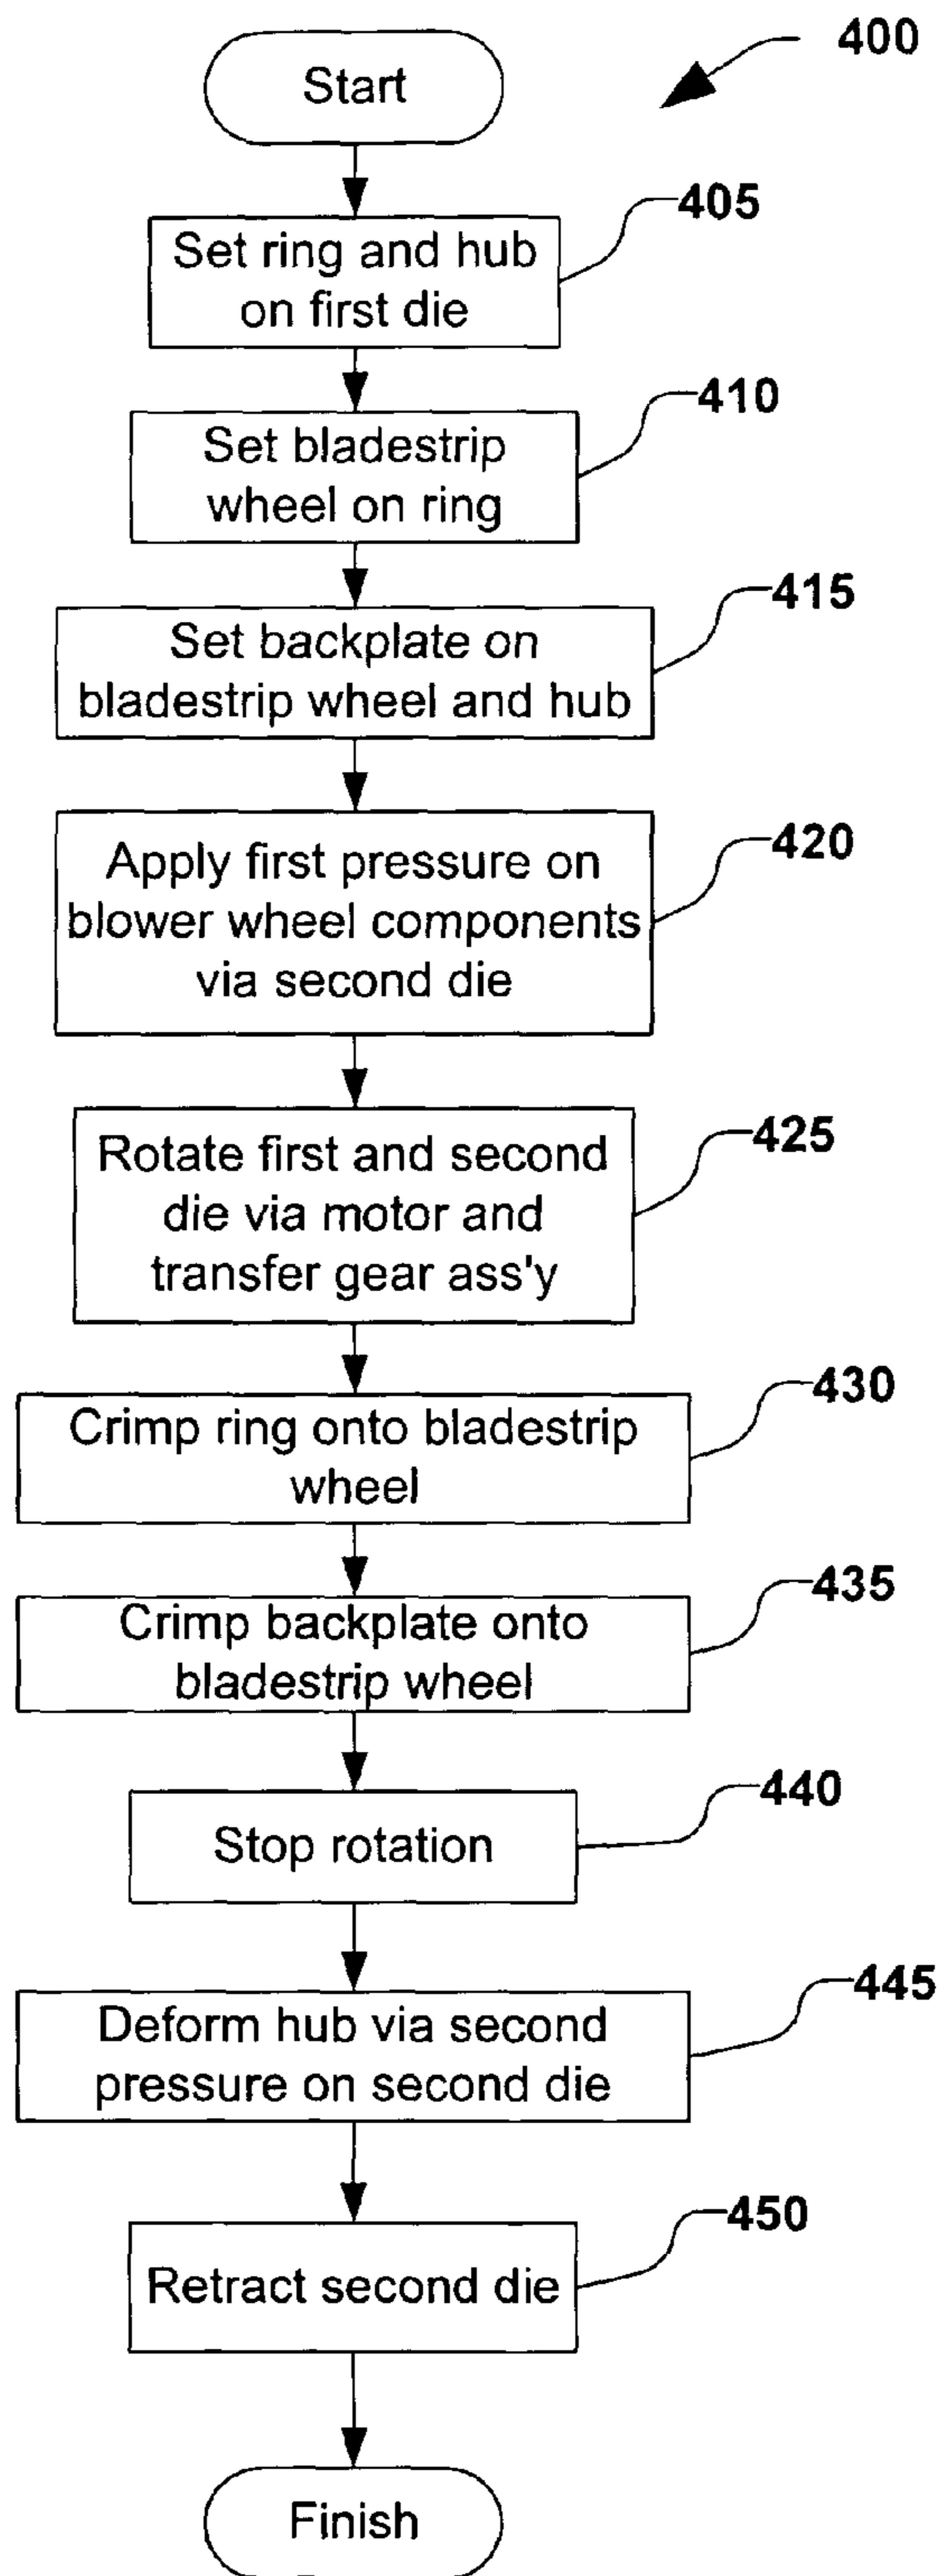 400
Start
405
Set ring and hub
on first die
410
Set bladestrip
wheel on ring
415
Set backplate on
bladestrip wheel and hub
420
Apply first pressure on
blower wheel components
via second die
425
Rotate first and second
die via motor and
transfer gear ass'y
430
Crimp ring onto bladestrip
wheel
435
Crimp backplate onto
bladestrip wheel
440
Stop rotation
445
Deform hub via second
pressure on second die
450
Retract second die
Finish